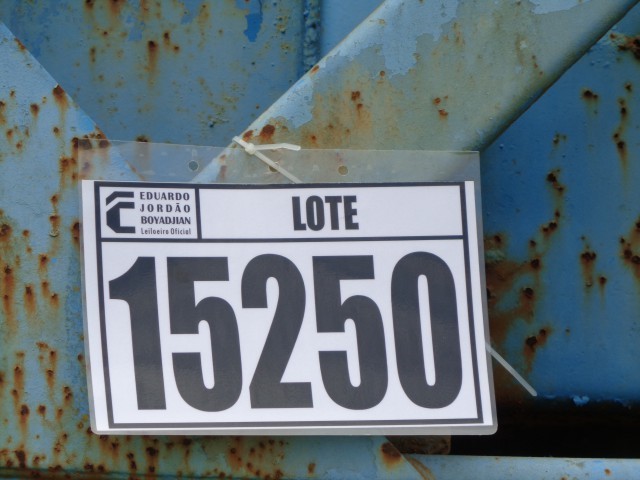 EDUARDO
JORDÃO
BOYADJIAN
Leiloeiro Oficial
LOTE
15250